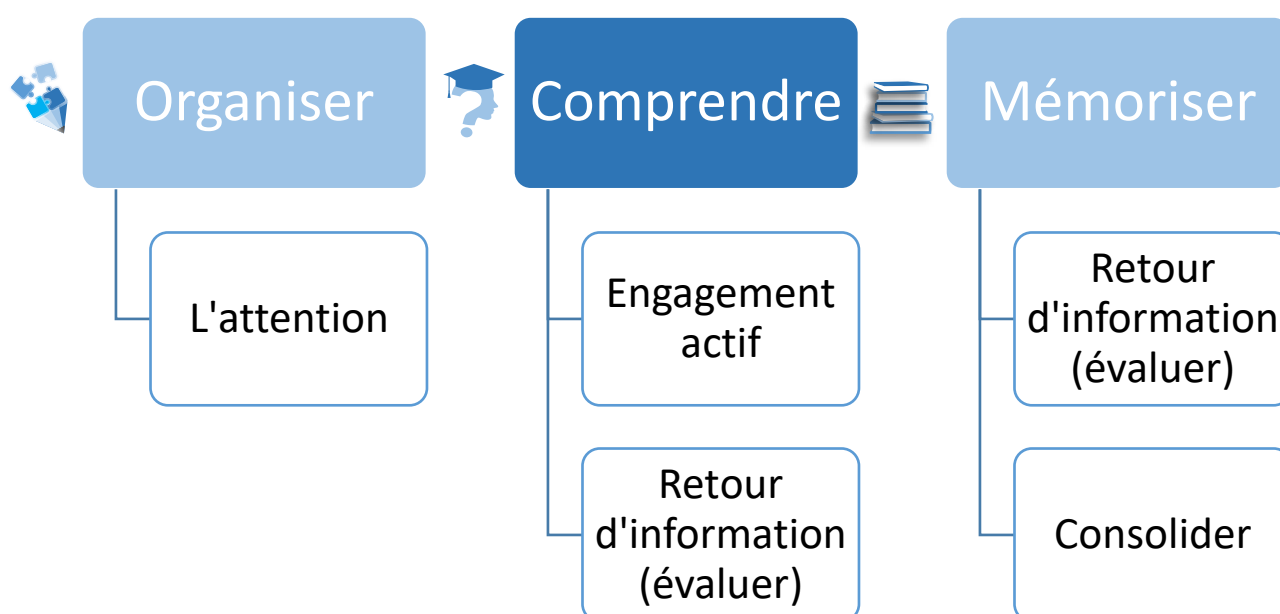 Organiser
L'attention
Comprendre
Engagement
actif
Retour
d'information
(évaluer)
Mémoriser
Retour
d'information
(évaluer)
Consolider